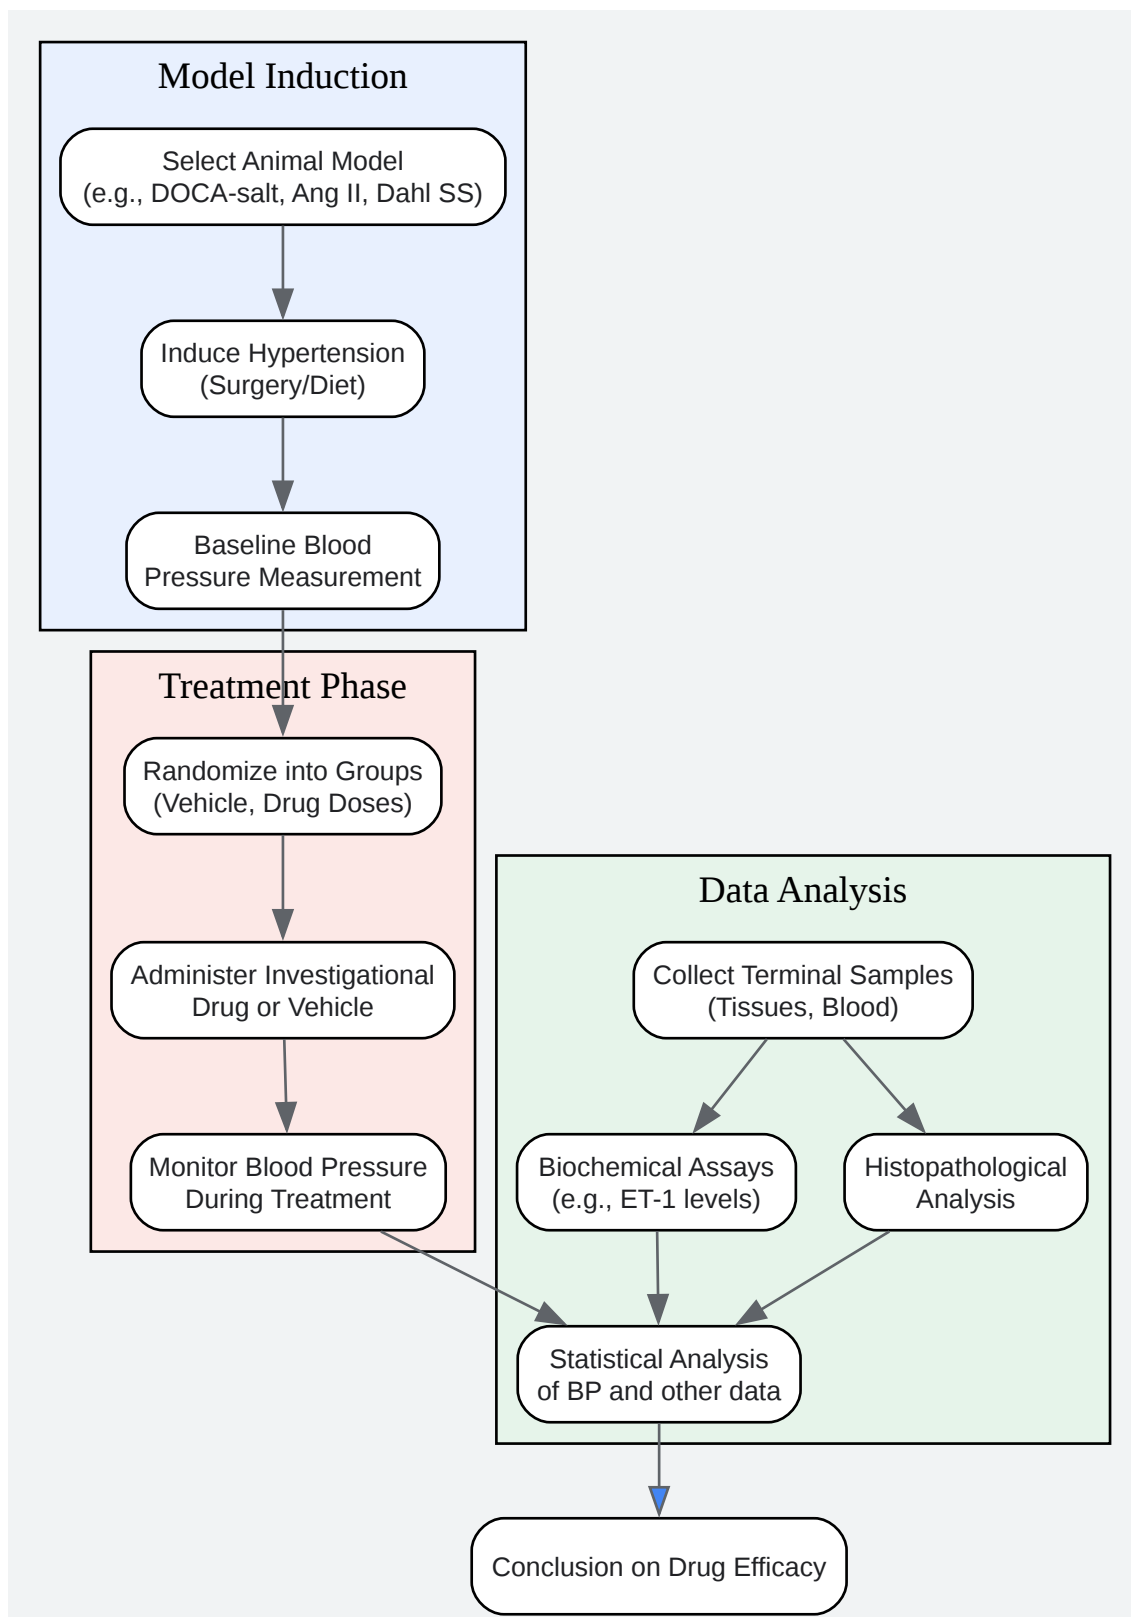 Model Induction
Select Animal Model
(e.g., DOCA-salt, Ang II, Dahl SS)
Induce Hypertension
(Surgery/Diet)
Baseline Blood
Pressure Measurement
Treatment Phase
Randomize into Groups
(Vehicle, Drug Doses)
Administer Investigational
Drug or Vehicle
Monitor Blood Pressure
During Treatment
Data Analysis
Collect Terminal Samples
(Tissues, Blood)
Biochemical Assays
(e.g., ET-1 levels)
Histopathological
Analysis
Statistical Analysis
of BP and other data
Conclusion on Drug Efficacy